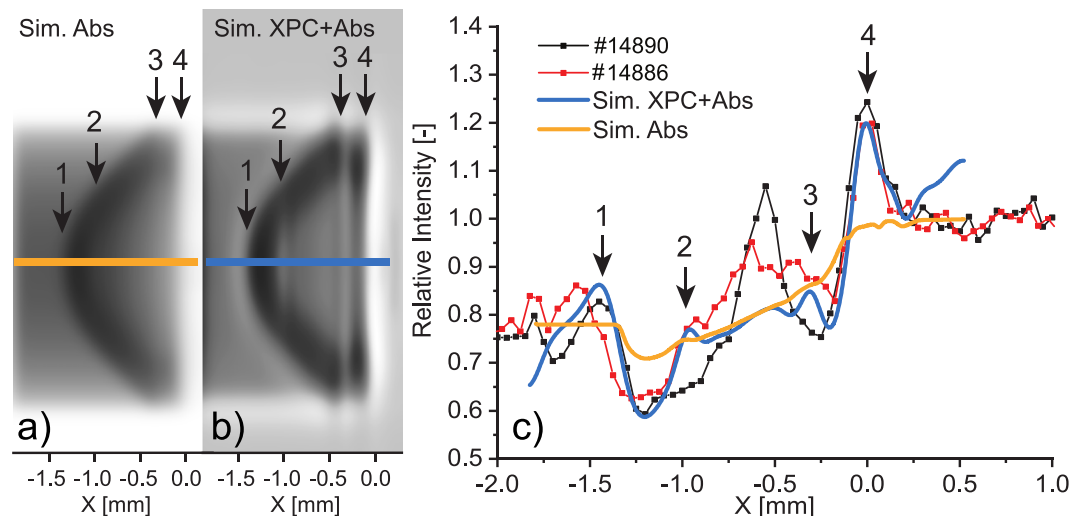 Sim. Abs
3 4
2
1
a)
-1.5 -1.0 -0.5 0.0
X [mm]
Sim. XPC+Abs
3 4
2
1
b)
-1.5 -1.0 -0.5 0.0
X [mm]
Relative Intensity [-]
1.4
1.3
1.2
1.1
1.0
0.9
0.8
0.7
0.6
0.5
#14890
#14886
Sim. XPC+Abs
Sim. Abs
1
2
3
4
c)
-2.0 -1.5 -1.0 -0.5 0.0 0.5 1.0
X [mm]